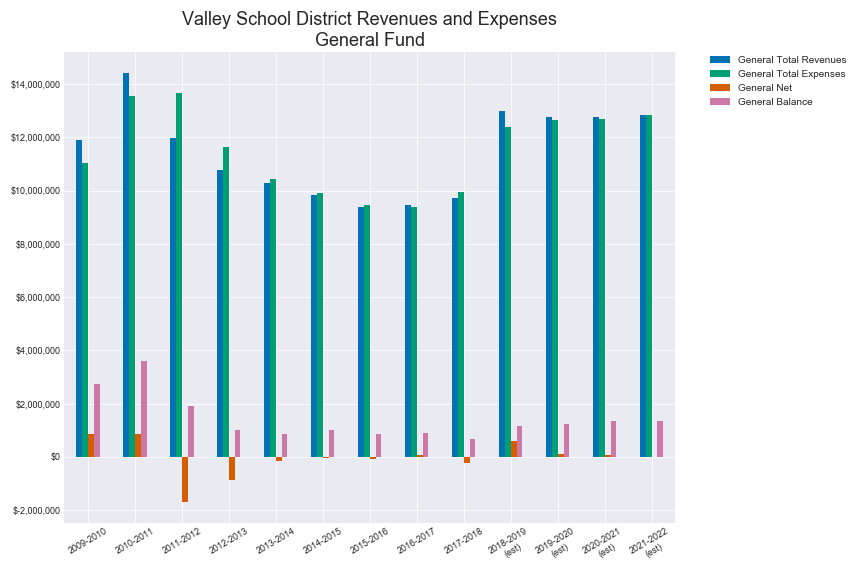 Valley School District Revenues and Expenses
General Fund
General Total Revenues
General Total Expenses
General Net
General Balance
$14,000,000
$12,000,000
$10,000,000
$8,000,000
$6,000,000
$4,000,000
$2,000,000
$0
$-2,000,000
2009-2010
2010-2011
2011-2012
2012-2013
2013-2014
2014-2015
2015-2016
2016-2017
2017-2018
2018-2019
(est)
2019-2020
(est)
2020-2021
(est)
2021-2022
(est)